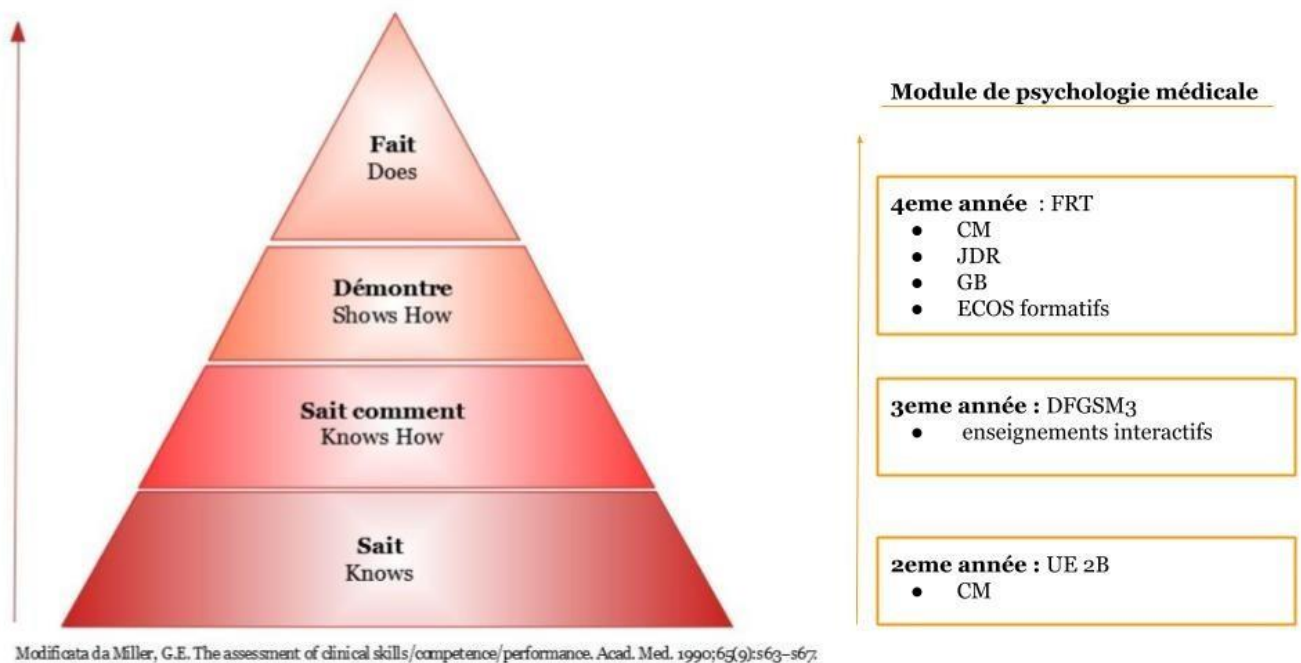 Fait
Does
Démontre
Shows How
Sait comment
Knows How
Sait
Knows
Modificata da Miller, G.E. The assessment of clinical skills/competence/performance. Acad. Med. 1990;65(9):s63–s67.
Module de psychologie médicale
4eme année : FRT
● CM
● JDR
● GB
● ECOS formatifs
3eme année : DFGSM3
● enseignements interactifs
2eme année : UE 2B
● CM